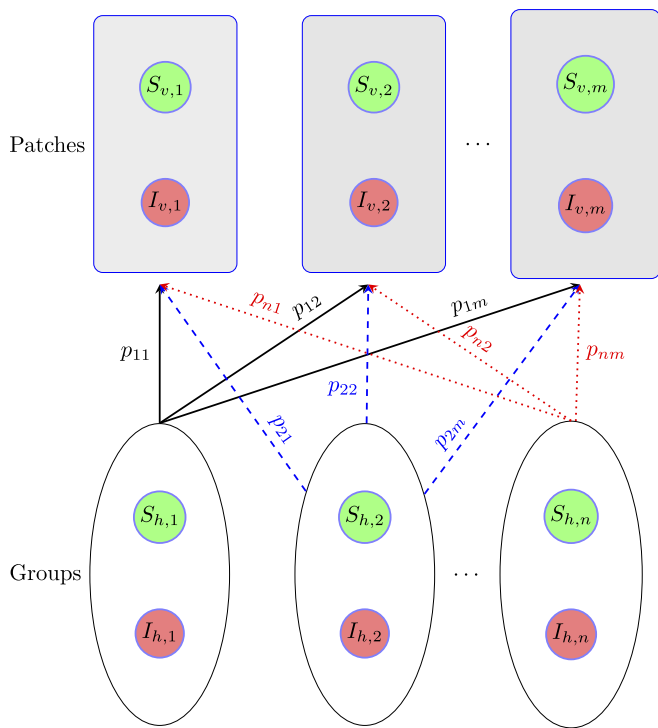 S_{v,1} S_{v,2} S_{v,m}
Patches ...
I_{v,1} I_{v,2} I_{v,m}
p_{n1} p_{12} p_{1m}
p_{11} p_{n2} p_{nm}
p_{22}
p_{21} p_{2m}
S_{h,1} S_{h,2} S_{h,n}
Groups ...
I_{h,1} I_{h,2} I_{h,n}